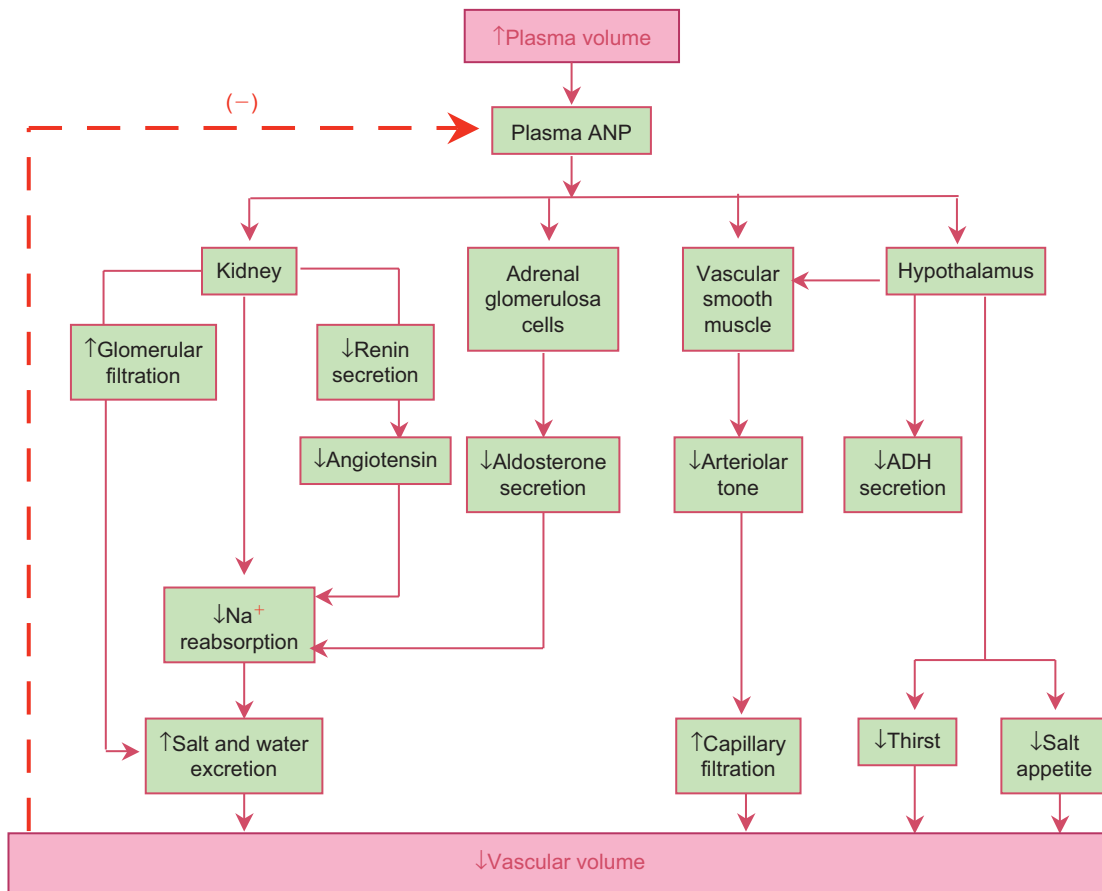 ↑Plasma volume
(−)
Plasma ANP
Kidney
Adrenal
glomerulosa
cells
Vascular
smooth
muscle
Hypothalamus
↑Glomerular
filtration
↓Renin
secretion
↓Angiotensin
↓Aldosterone
secretion
↓Arteriolar
tone
↓ADH
secretion
↓Na⁺
reabsorption
↑Salt and water
excretion
↑Capillary
filtration
↓Thirst
↓Salt
appetite
↓Vascular volume